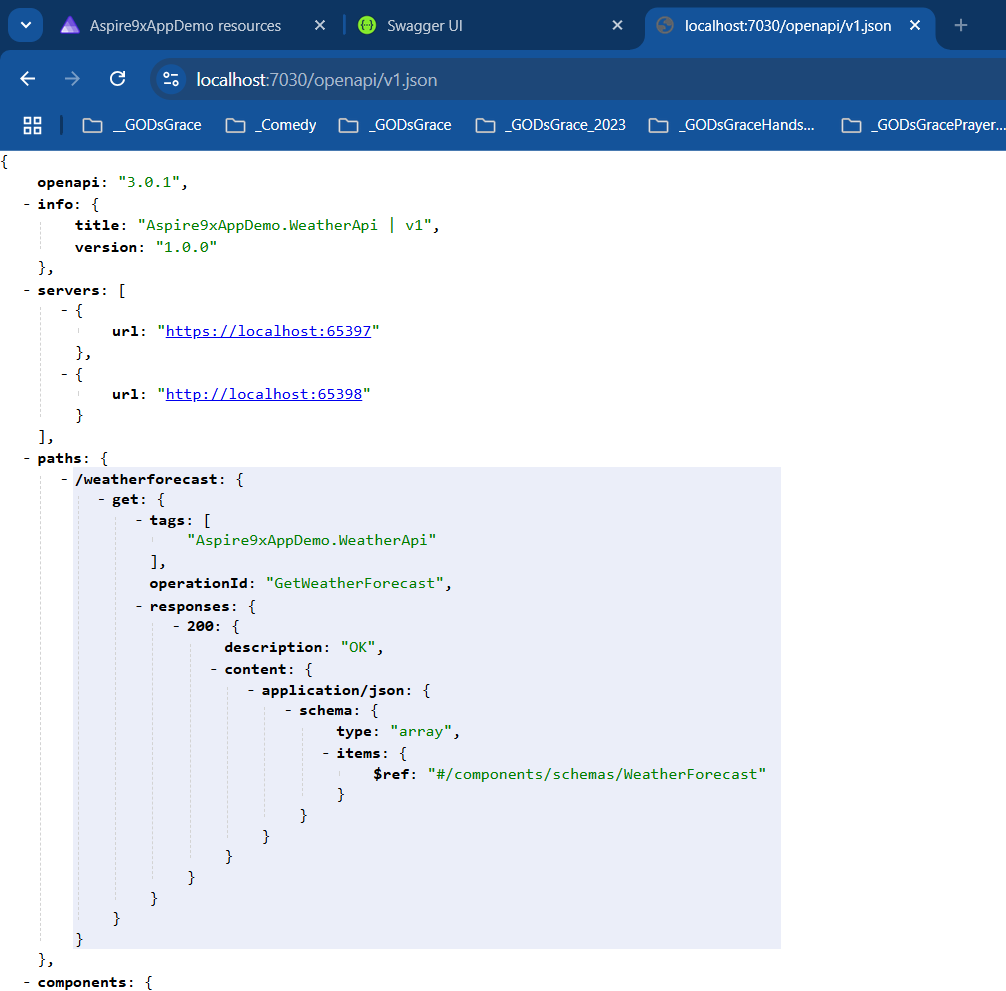 Aspire9xAppDemo resources
Swagger UI
localhost:7030/openapi/v1.json
localhost:7030/openapi/v1.json
__GODsGrace
_Comedy
_GODsGrace
_GODsGrace_2023
_GODsGraceHands...
_GODsGracePrayer...
{
openapi: "3.0.1",
- info: {
title: "Aspire9xAppDemo.WeatherApi | v1",
version: "1.0.0"
},
- servers: [
- {
url: "https://localhost:65397"
},
- {
url: "http://localhost:65398"
}
],
- paths: {
- /weatherforecast: {
- get: {
- tags: [
"Aspire9xAppDemo.WeatherApi"
],
operationId: "GetWeatherForecast",
- responses: {
- 200: {
description: "OK",
- content: {
- application/json: {
- schema: {
type: "array",
- items: {
$ref: "#/components/schemas/WeatherForecast"
}
}
}
}
}
}
}
}
},
- components: {